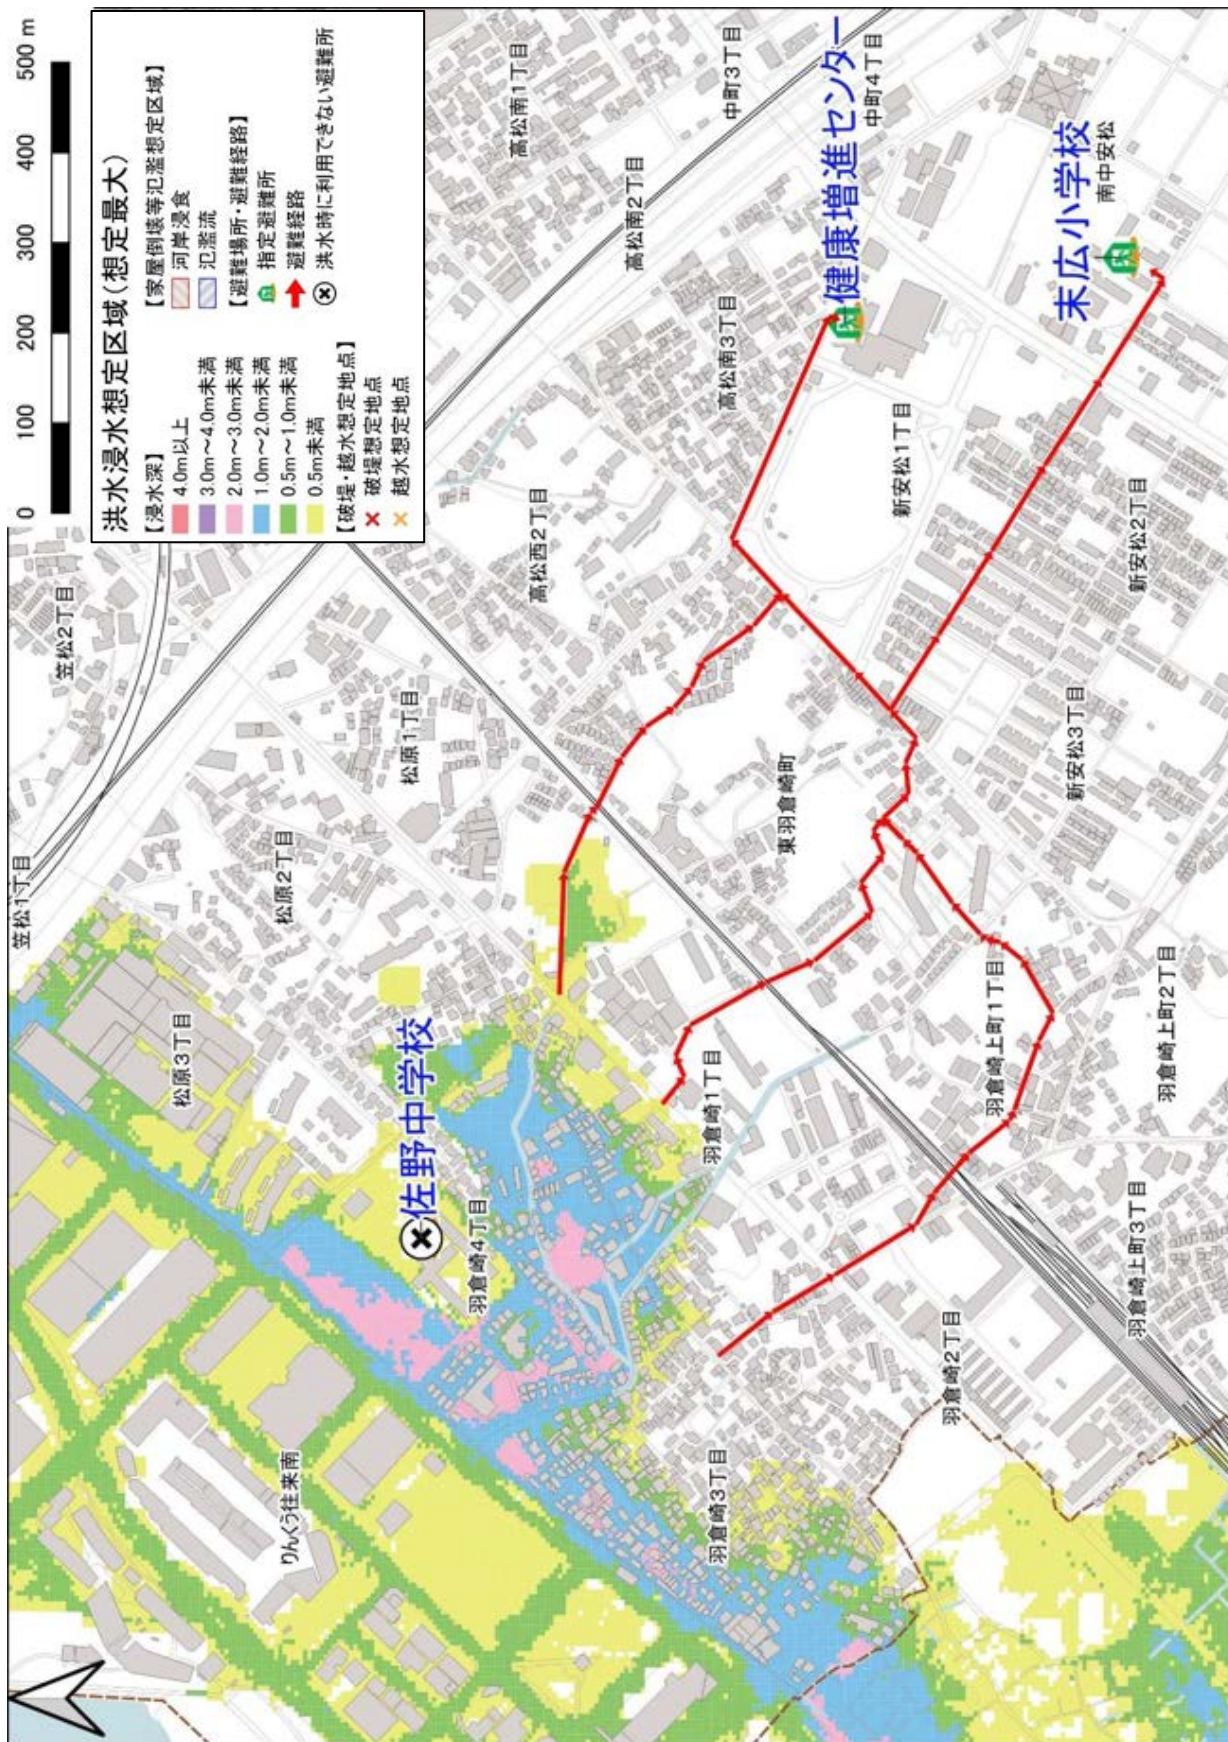 0 100 200 300 400 500 m
洪水浸水想定区域(想定最大)
【浸水深】
4.0m以上
3.0m～4.0m未満
2.0m～3.0m未満
1.0m～2.0m未満
0.5m～1.0m未満
0.5m未満
【破堤・越水想定地点】
× 破堤想定地点
× 越水想定地点
【家屋倒壊等氾濫想定区域】
河岸浸食
氾濫流
【避難場所・避難経路】
指定避難所
避難経路
洪水時に利用できない避難所
笠松1丁目
笠松2丁目
松原3丁目
松原2丁目
松原1丁目
高松南1丁目
高松西2丁目
高松南2丁目
中町3丁目
りんくう往来南
佐野中学校
羽倉崎4丁目
高松南3丁目
健康増進センター
中町4丁目
羽倉崎3丁目
羽倉崎1丁目
東羽倉崎町
新安松1丁目
羽倉崎2丁目
羽倉崎上町1丁目
新安松3丁目
末広小学校
南中安松
羽倉崎上町3丁目
羽倉崎上町2丁目
新安松2丁目